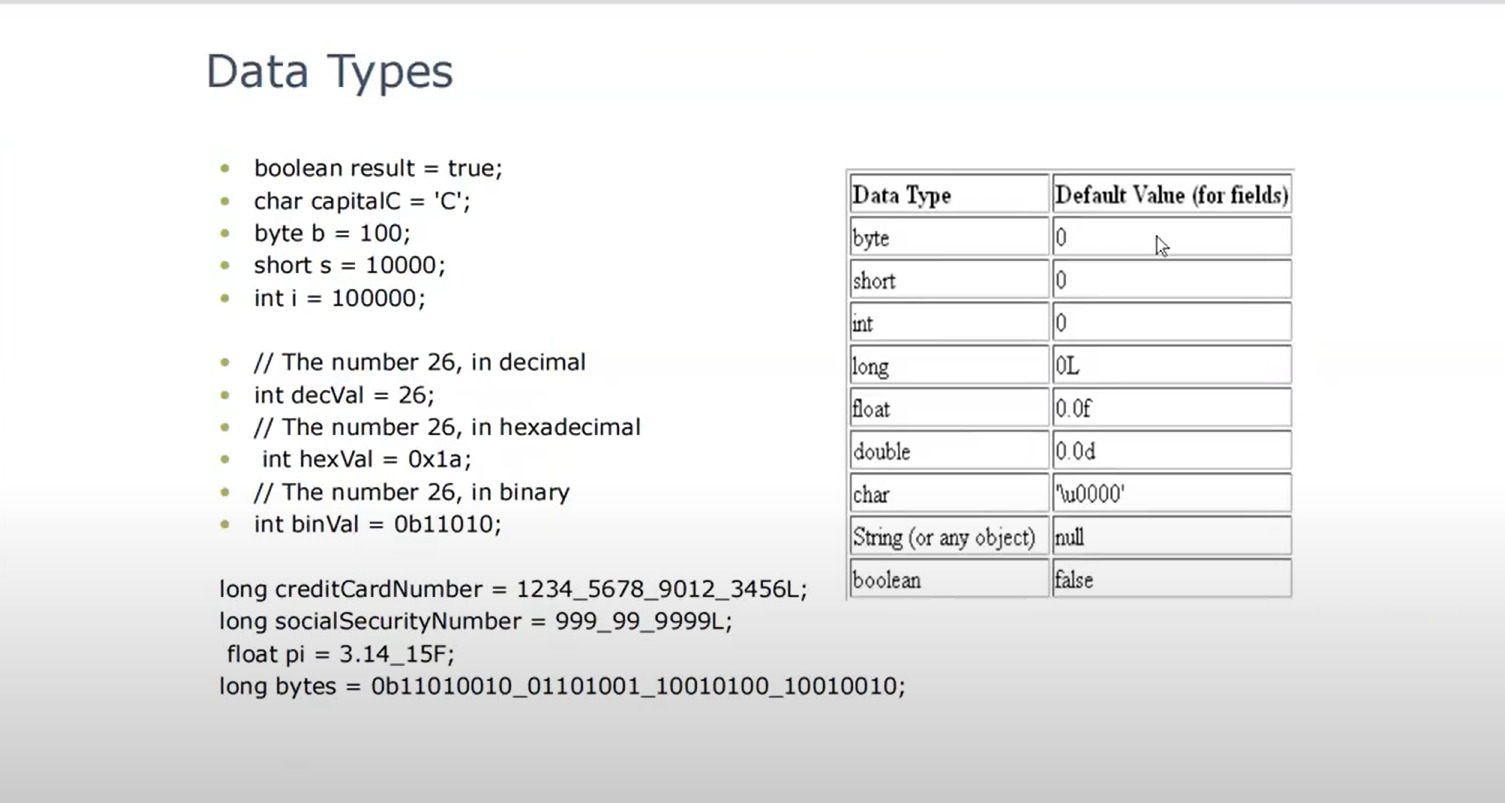 Data Types
boolean result = true;
char capitalC = 'C';
byte b = 100;
short s = 10000;
int i = 100000;
// The number 26, in decimal
int decVal = 26;
// The number 26, in hexadecimal
int hexVal = 0x1a;
// The number 26, in binary
int binVal = 0b11010;
long creditCardNumber = 1234_5678_9012_3456L;
long socialSecurityNumber = 999_99_9999L;
float pi = 3.14_15F;
long bytes = 0b11010010_01101001_10010100_10010010;
Data Type Default Value (for fields)
byte 0
short 0
int 0
long 0L
float 0.0f
double 0.0d
char '\u0000'
String (or any object) null
boolean false